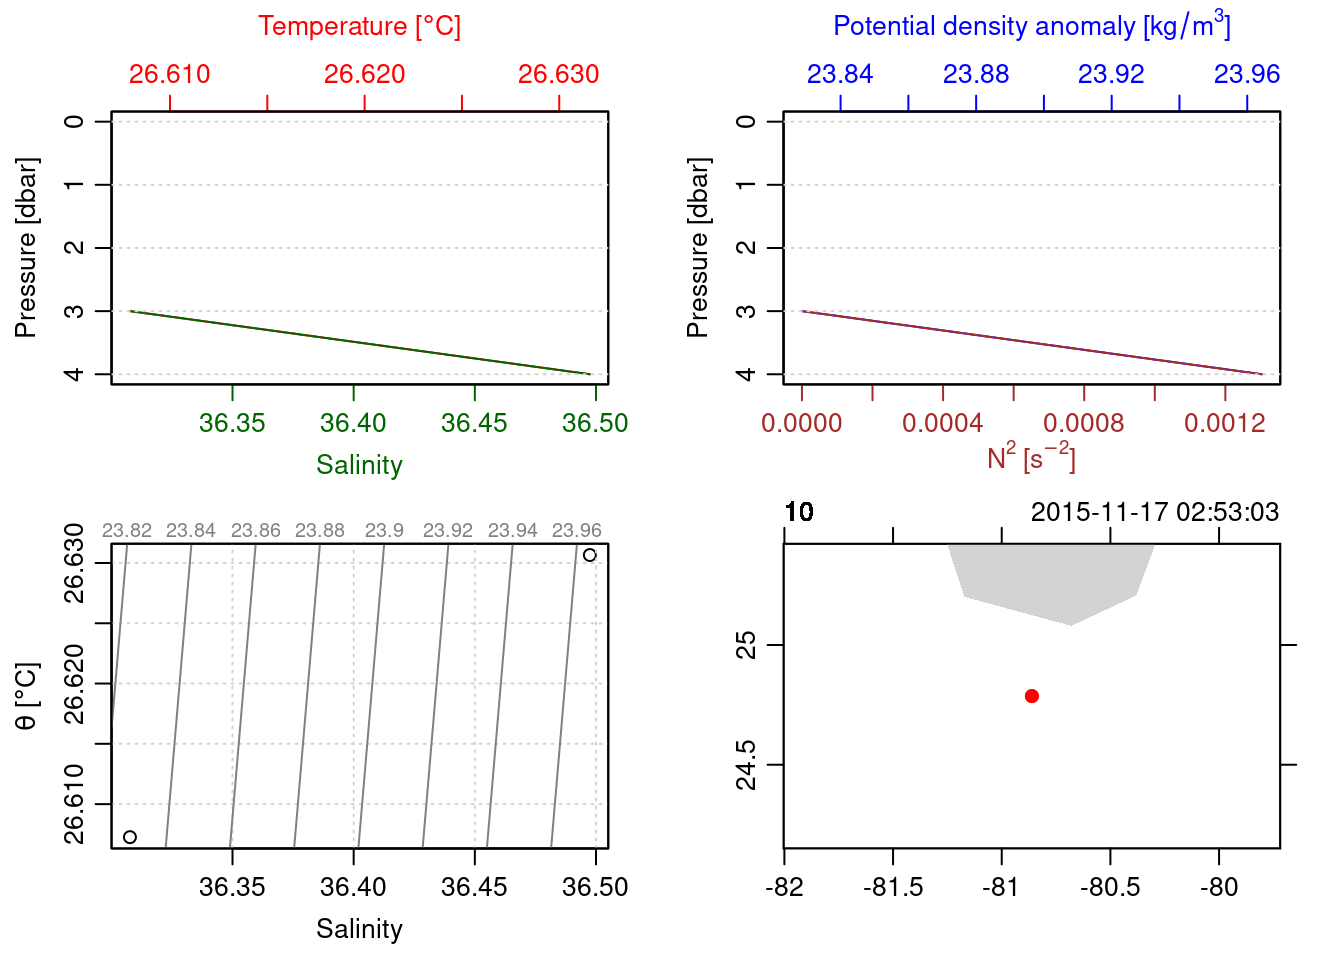 Temperature [°C]
26.610 26.620 26.630
Pressure [dbar]
0
1
2
3
4
36.35 36.40 36.45 36.50
Salinity
Potential density anomaly [kg/m³]
23.84 23.88 23.92 23.96
Pressure [dbar]
0
1
2
3
4
0.0000 0.0004 0.0008 0.0012
N² [s⁻²]
23.82 23.84 23.86 23.88 23.9 23.92 23.94 23.96
θ [°C]
26.630
26.620
26.610
36.35 36.40 36.45 36.50
Salinity
10 2015-11-17 02:53:03
25
24.5
-82 -81.5 -81 -80.5 -80